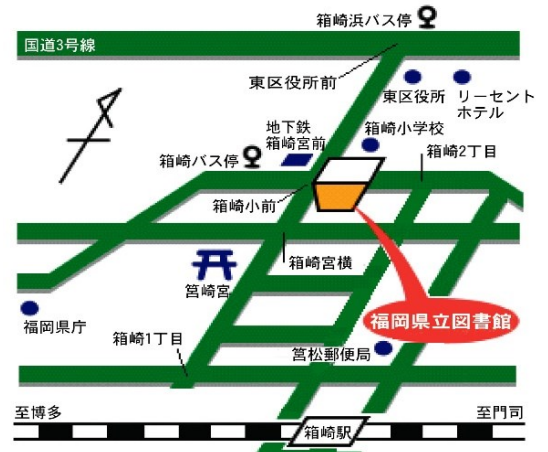 箱崎浜バス停
国道3号線
東区役所前
東区役所
リーセント
ホテル
地下鉄
箱崎宮前
箱崎小学校
箱崎バス停
箱崎2丁目
箱崎小前
箱崎宮横
筥崎宮
福岡県庁
福岡県立図書館
箱崎1丁目
筥松郵便局
至博多
至門司
箱崎駅